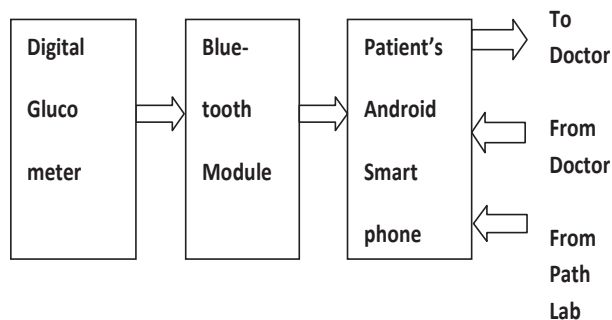 Digital
Gluco
meter
Blue-
tooth
Module
Patient’s
Android
Smart
phone
To
Doctor
From
Doctor
From
Path
Lab